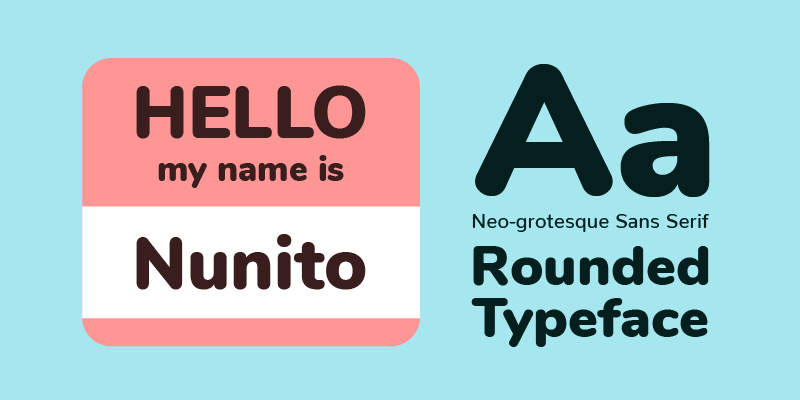 HELLO
my name is
Nunito
Aa
Neo-grotesque Sans Serif
Rounded
Typeface